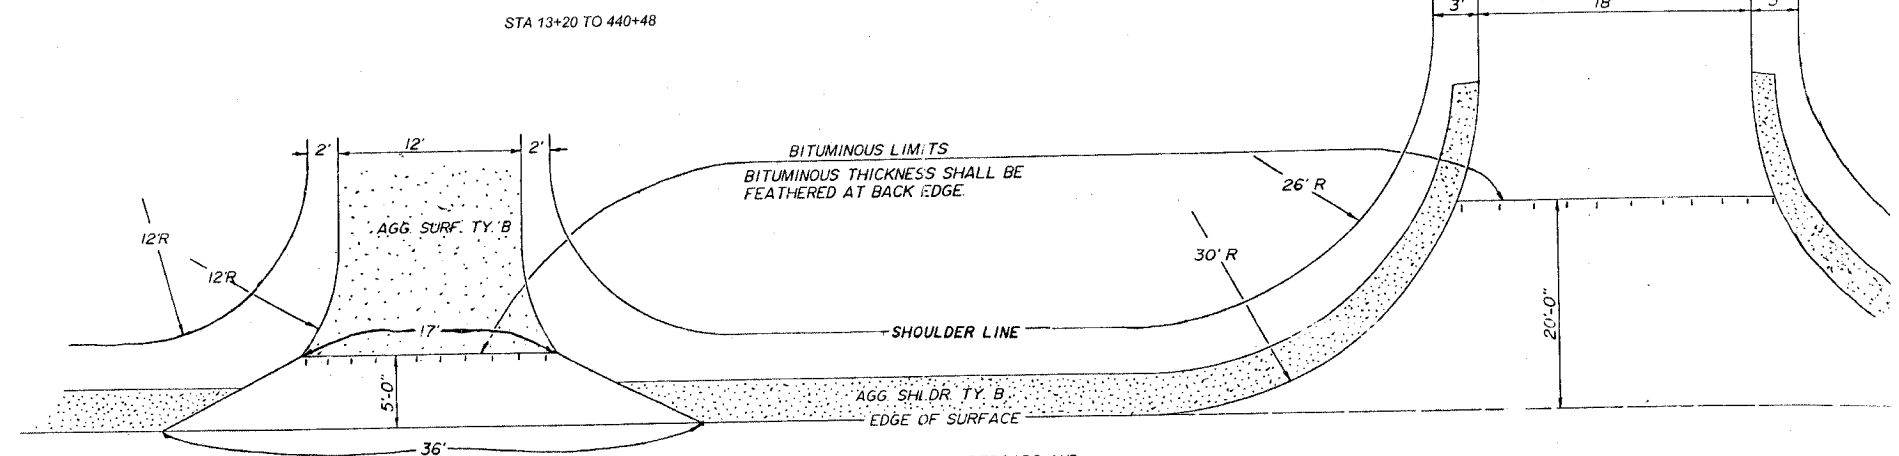 STA 13+20 TO 440+48
3'
18'
2'
12'
2'
BITUMINOUS LIMITS
BITUMINOUS THICKNESS SHALL BE
FEATHERED AT BACK EDGE.
26' R
12'R
AGG. SURF. TY. B
12'R
30' R
17'
SHOULDER LINE
20'-0"
5'-0"
AGG. SHLDR. TY. B
EDGE OF SURFACE
36'